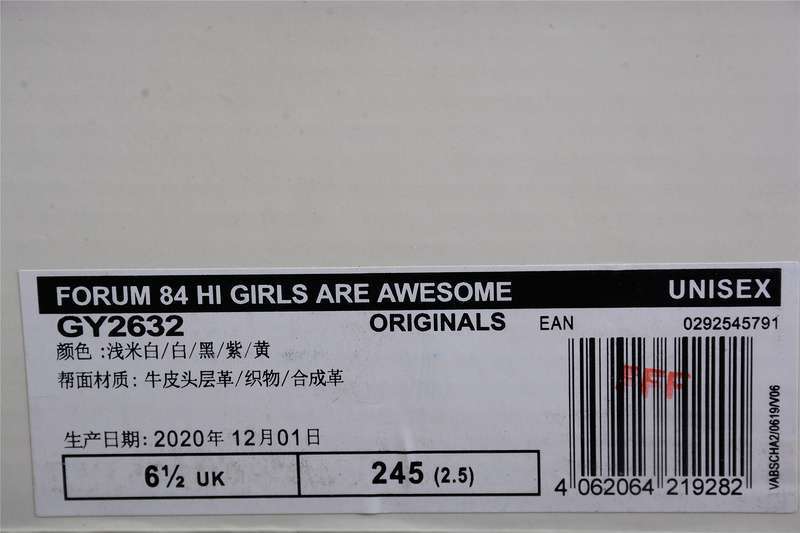 FORUM 84 HI GIRLS ARE AWESOME UNISEX
GY2632 ORIGINALS EAN 0292545791
颜色 :浅米白/白/黑/紫/黄
帮面材质: 牛皮头层革/织物/合成革
FFF
生产日期: 2020年 12月01日
6½ UK 245 (2.5)
4 062064 219282
VABSCHA2/0619/V06